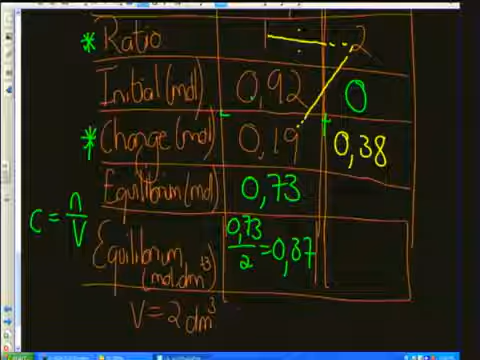 * Ratio 1 2
Initial (mol) 0,92 0
* Change (mol) 0,19 0,38
- +
Equilibrium (mol) 0,73
c = n/V
Equilibrium (mol.dm⁻³) 0,73/2 = 0,37
V = 2 dm³